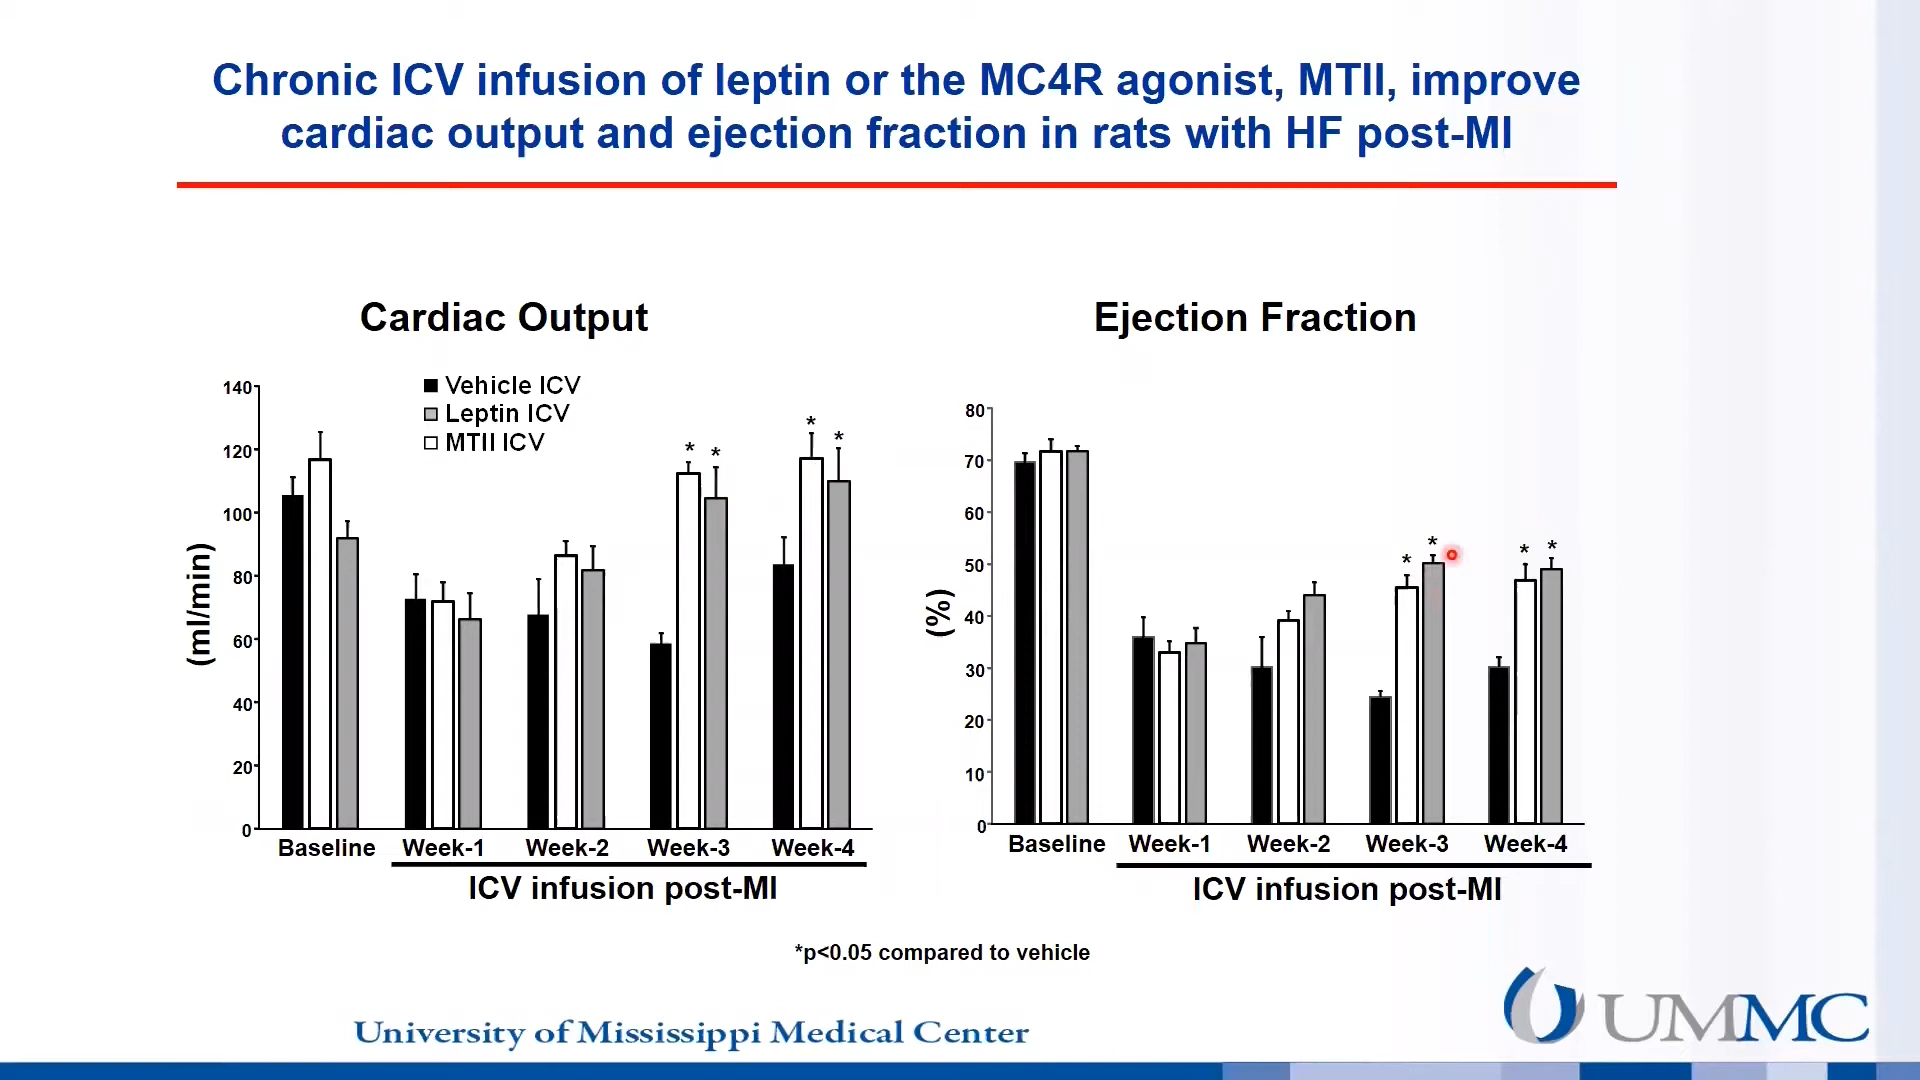 Chronic ICV infusion of leptin or the MC4R agonist, MTII, improve
cardiac output and ejection fraction in rats with HF post-MI
Cardiac Output
Vehicle ICV
Leptin ICV
MTII ICV
(ml/min)
140
120
100
80
60
40
20
0
* * * *
Baseline Week-1 Week-2 Week-3 Week-4
ICV infusion post-MI
Ejection Fraction
(%)
80
70
60
50
40
30
20
10
0
* * * *
Baseline Week-1 Week-2 Week-3 Week-4
ICV infusion post-MI
*p<0.05 compared to vehicle
University of Mississippi Medical Center
UMMC